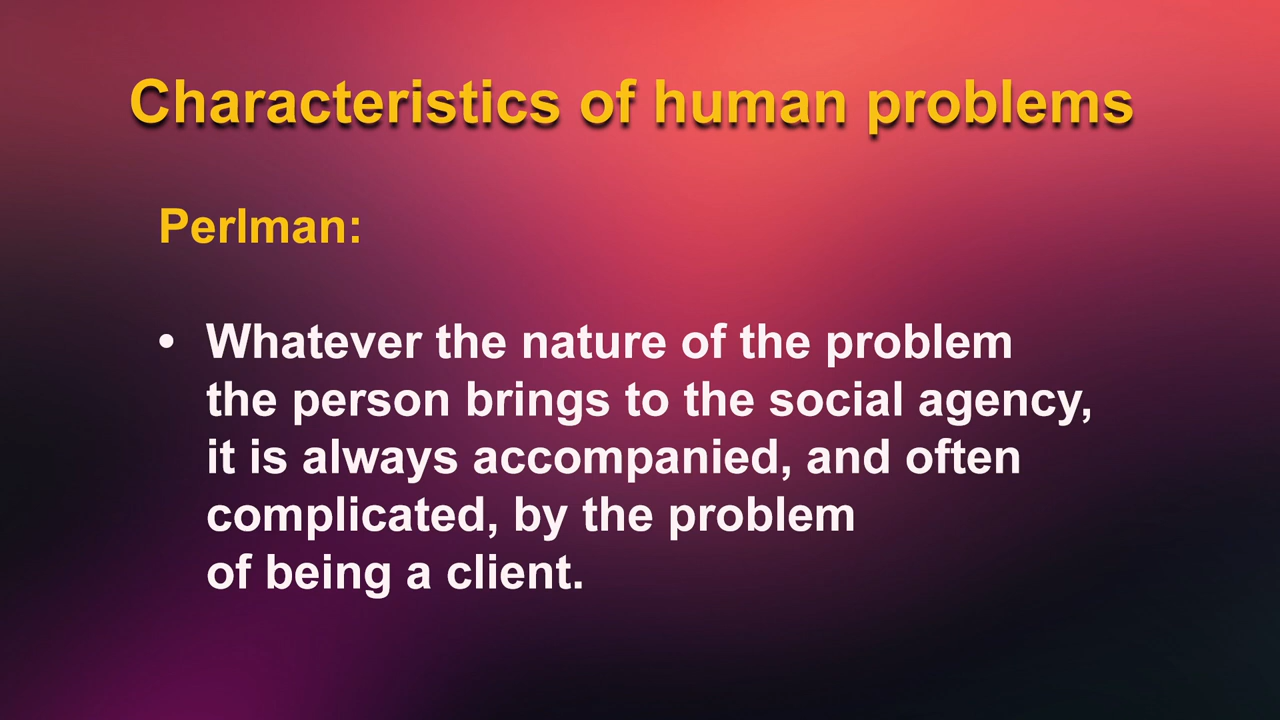 Characteristics of human problems
Perlman:
• Whatever the nature of the problem
the person brings to the social agency,
it is always accompanied, and often
complicated, by the problem
of being a client.